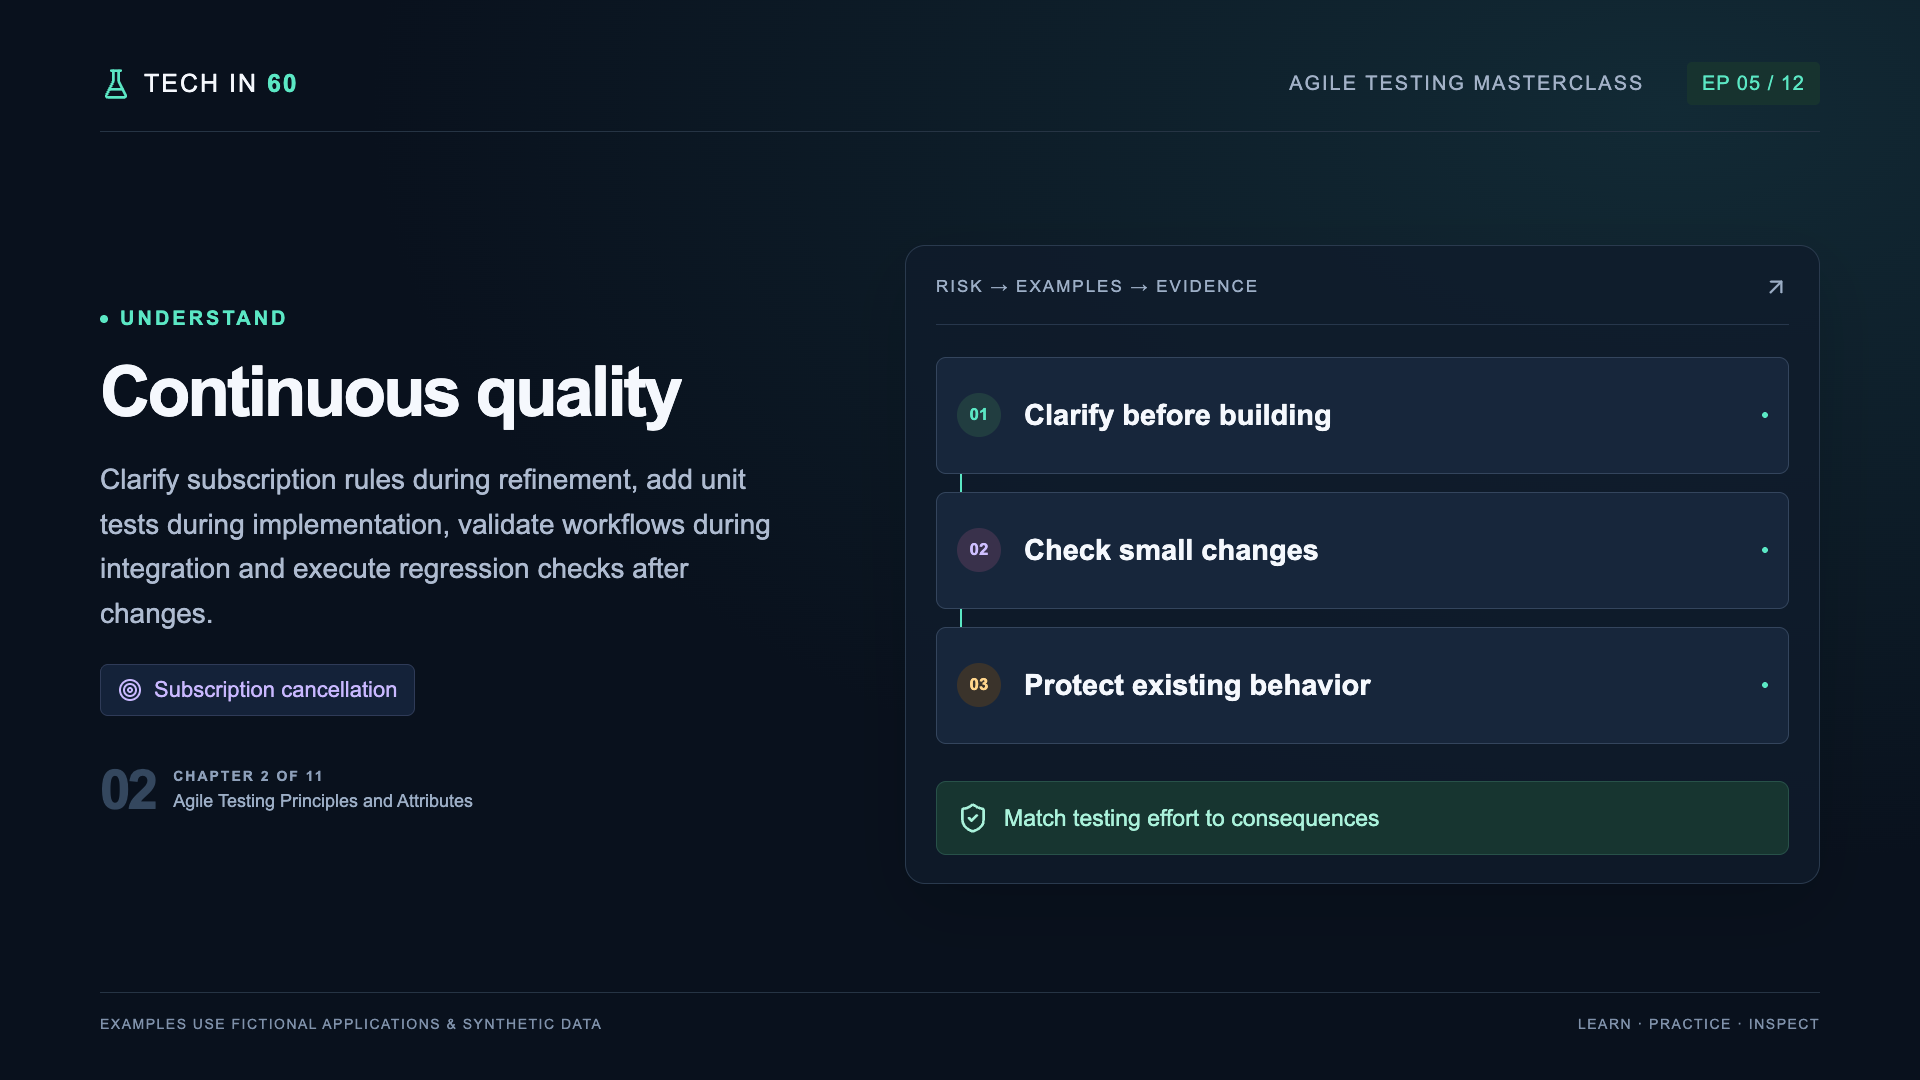 TECH IN 60
AGILE TESTING MASTERCLASS
EP 05 / 12
UNDERSTAND
Continuous quality
Clarify subscription rules during refinement, add unit
tests during implementation, validate workflows during
integration and execute regression checks after
changes.
Subscription cancellation
02
CHAPTER 2 OF 11
Agile Testing Principles and Attributes
RISK → EXAMPLES → EVIDENCE
01
Clarify before building
02
Check small changes
03
Protect existing behavior
Match testing effort to consequences
EXAMPLES USE FICTIONAL APPLICATIONS & SYNTHETIC DATA
LEARN · PRACTICE · INSPECT